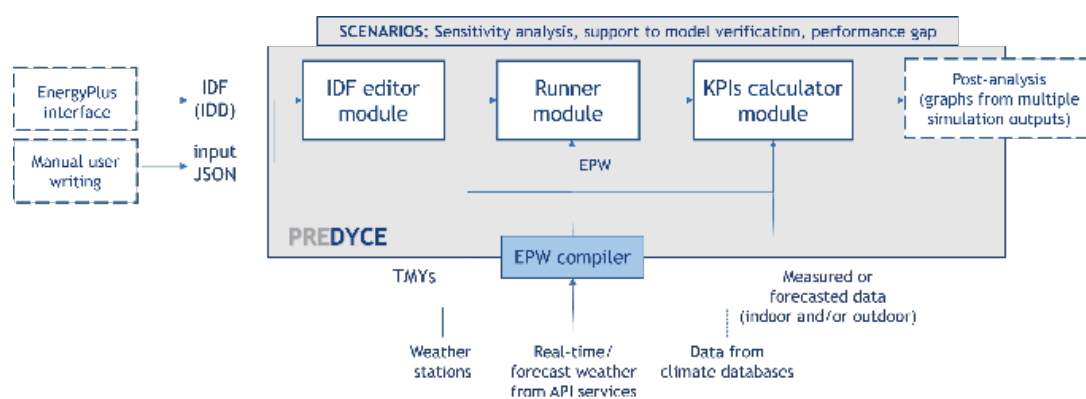 SCENARIOS: Sensitivity analysis, support to model verification, performance gap
EnergyPlus
interface
IDF
(IDD)
IDF editor
module
Runner
module
KPIs calculator
module
Post-analysis
(graphs from multiple
simulation outputs)
Manual user
writing
input
JSON
EPW
PREDYCE
EPW compiler
TMYs
Measured or
forecasted data
(indoor and/or outdoor)
Weather
stations
Real-time/
forecast weather
from API services
Data from
climate databases